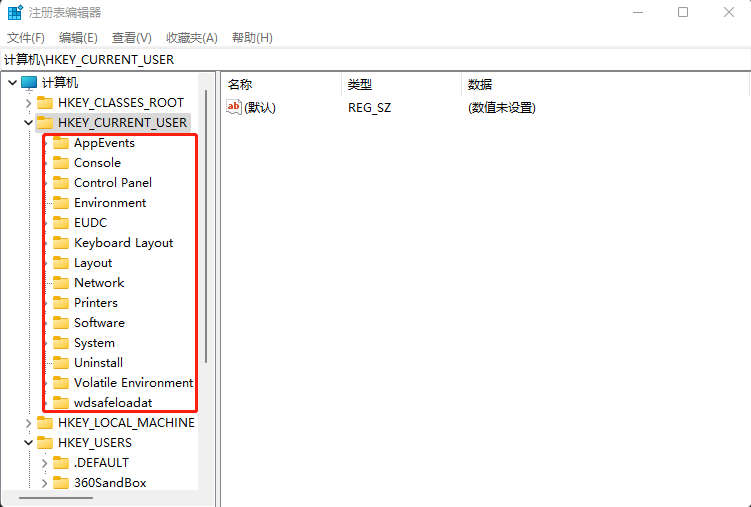 注册表编辑器
文件(F) 编辑(E) 查看(V) 收藏夹(A) 帮助(H)
计算机\HKEY_CURRENT_USER
计算机
HKEY_CLASSES_ROOT
HKEY_CURRENT_USER
AppEvents
Console
Control Panel
Environment
EUDC
Keyboard Layout
Layout
Network
Printers
Software
System
Uninstall
Volatile Environment
wdsafeloadat
HKEY_LOCAL_MACHINE
HKEY_USERS
.DEFAULT
360SandBox
名称 类型 数据
ab (默认) REG_SZ (数值未设置)